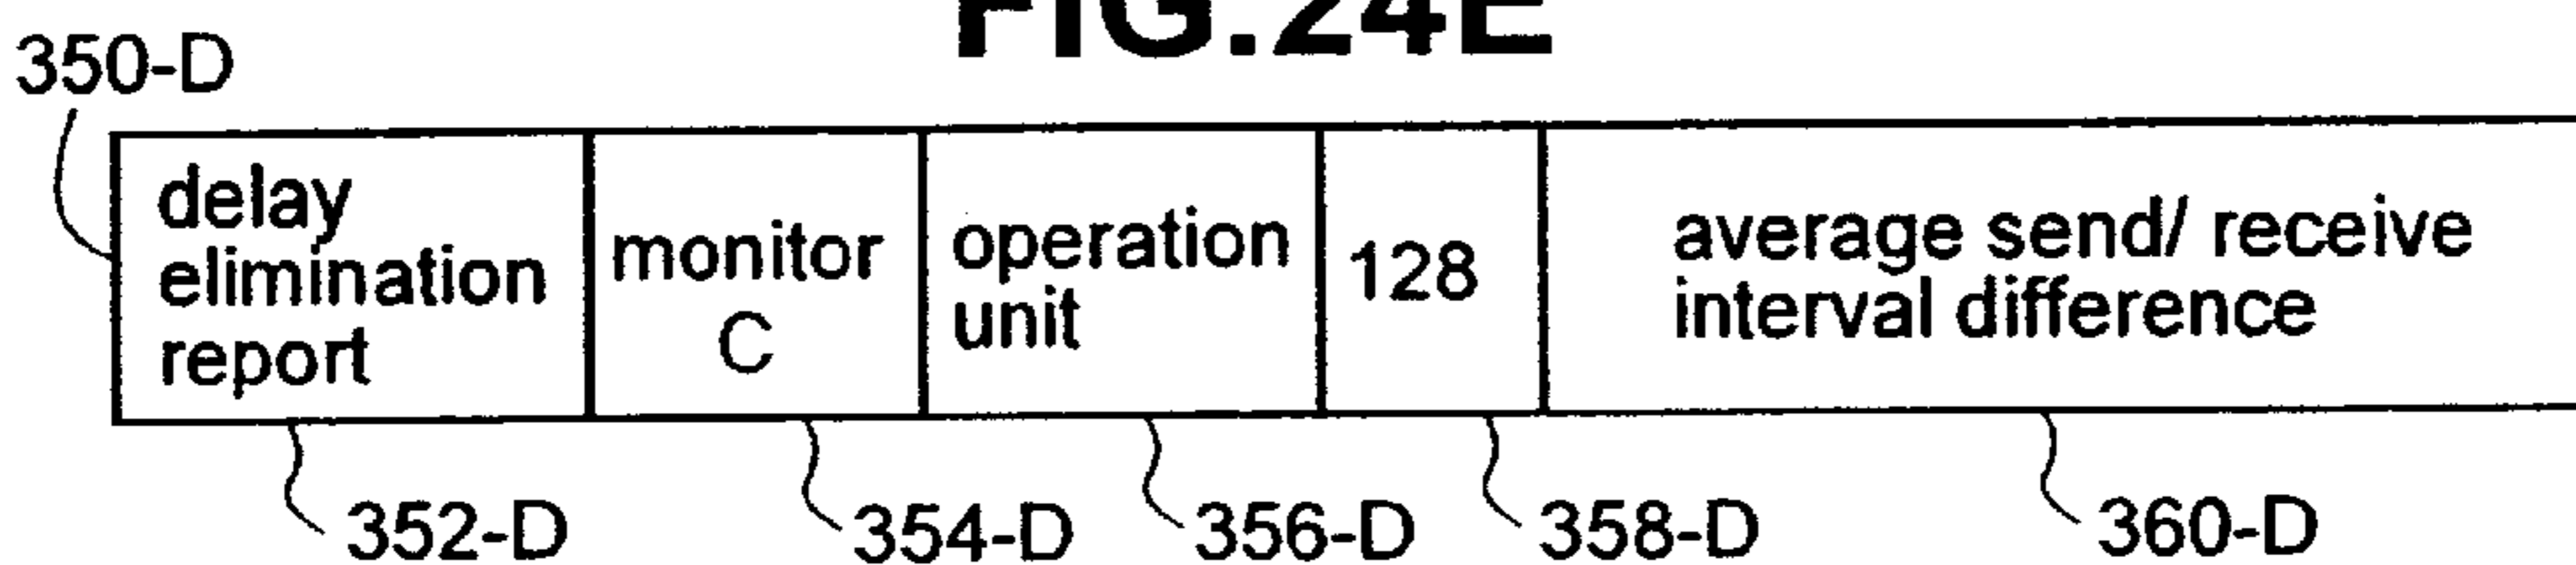 FIG.24E
350-D
delay
elimination
report
monitor
C
operation
unit
128
average send/ receive
interval difference
352-D
354-D
356-D
358-D
360-D